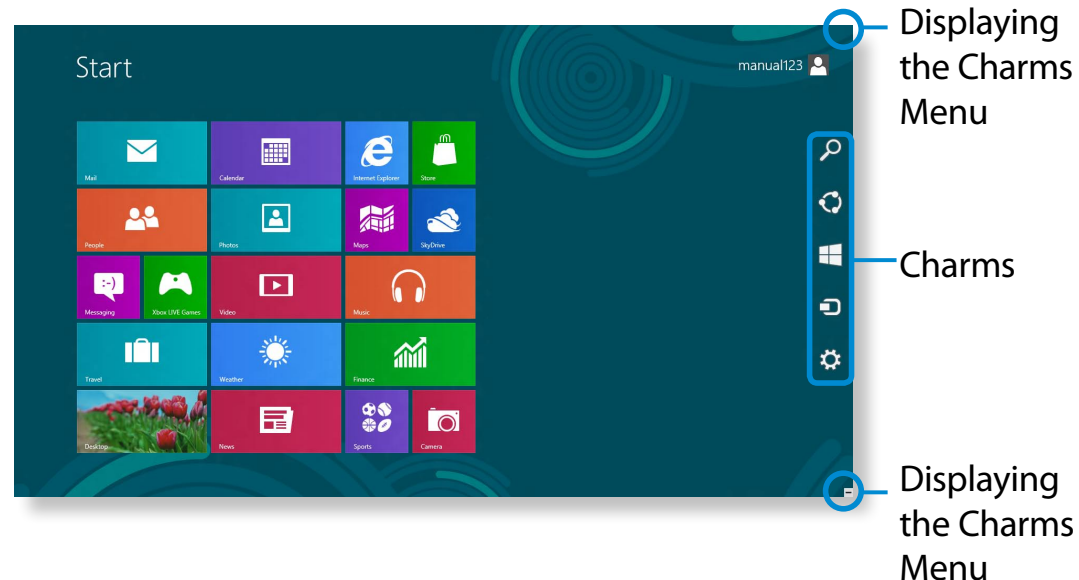 Displaying
the Charms
Menu
Start
manual123
Mail
Calendar
Internet Explorer
Store
People
Photos
Maps
SkyDrive
Charms
:-)
Messaging
Xbox LIVE Games
Video
Music
Travel
Weather
Finance
Desktop
News
Sports
Camera
Displaying
the Charms
Menu